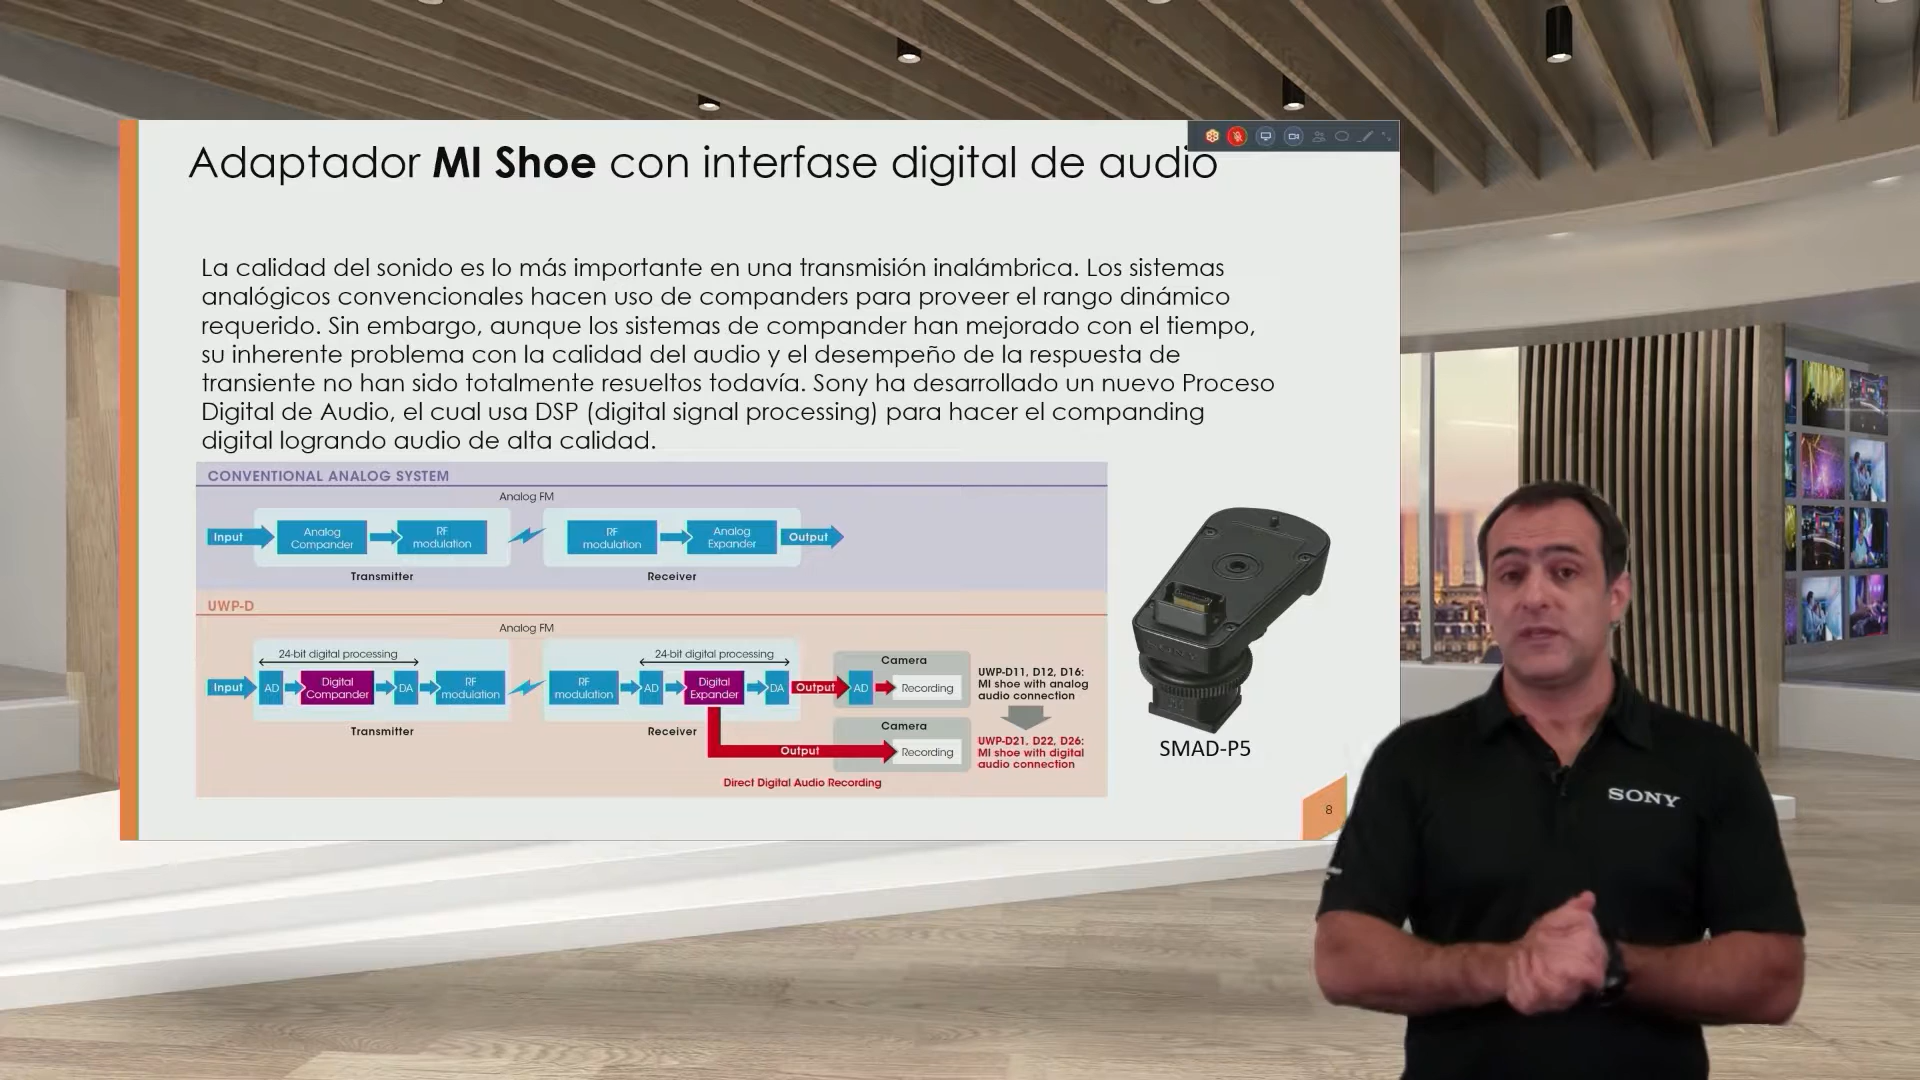 Adaptador MI Shoe con interfase digital de audio
La calidad del sonido es lo más importante en una transmisión inalámbrica. Los sistemas
analógicos convencionales hacen uso de companders para proveer el rango dinámico
requerido. Sin embargo, aunque los sistemas de compander han mejorado con el tiempo,
su inherente problema con la calidad del audio y el desempeño de la respuesta de
transiente no han sido totalmente resueltos todavía. Sony ha desarrollado un nuevo Proceso
Digital de Audio, el cual usa DSP (digital signal processing) para hacer el companding
digital logrando audio de alta calidad.
CONVENTIONAL ANALOG SYSTEM
Analog FM
Input
Analog
Compander
RF
modulation
RF
modulation
Analog
Expander
Output
Transmitter
Receiver
UWP-D
Analog FM
24-bit digital processing
24-bit digital processing
Input
AD
Digital
Compander
DA
RF
modulation
RF
modulation
AD
Digital
Expander
DA
Output
Camera
AD
Recording
UWP-D11, D12, D16:
MI shoe with analog
audio connection
Transmitter
Receiver
Output
Camera
Recording
UWP-D21, D22, D26:
MI shoe with digital
audio connection
Direct Digital Audio Recording
SMAD-P5
8
SONY